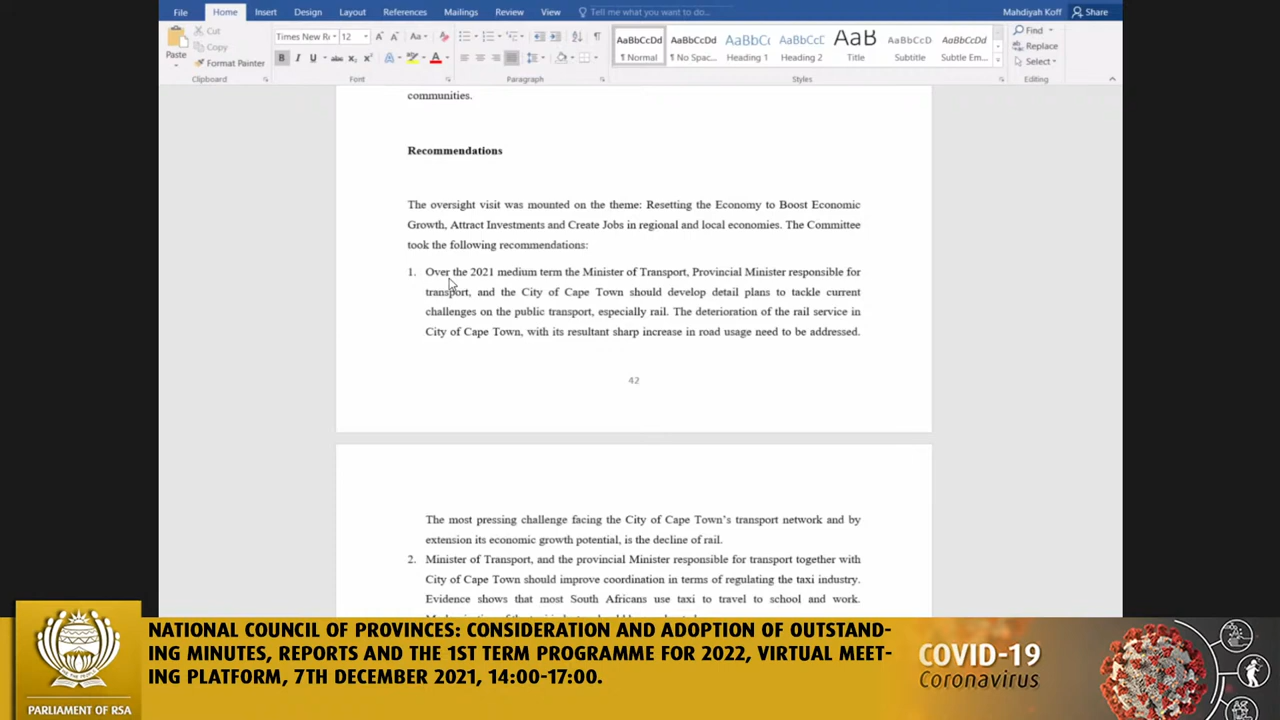 File Home Insert Design Layout References Mailings Review View Tell me what you want to do... Mahdiyah Koff Share
Paste Cut Copy Format Painter
Times New Ro 12 Aa
B I U abc x₂ x² A
AaBbCcDd AaBbCcDd AaBbCc AaBbCcE AaB AaBbCcD AaBbCcDd
¶ Normal ¶ No Spac... Heading 1 Heading 2 Title Subtitle Subtle Em...
Find Replace Select
Clipboard Font Paragraph Styles Editing
communities.
Recommendations
The oversight visit was mounted on the theme: Resetting the Economy to Boost Economic
Growth, Attract Investments and Create Jobs in regional and local economies. The Committee
took the following recommendations:
1. Over the 2021 medium term the Minister of Transport, Provincial Minister responsible for
transport, and the City of Cape Town should develop detail plans to tackle current
challenges on the public transport, especially rail. The deterioration of the rail service in
City of Cape Town, with its resultant sharp increase in road usage need to be addressed.
42
The most pressing challenge facing the City of Cape Town's transport network and by
extension its economic growth potential, is the decline of rail.
2. Minister of Transport, and the provincial Minister responsible for transport together with
City of Cape Town should improve coordination in terms of regulating the taxi industry.
Evidence shows that most South Africans use taxi to travel to school and work.
NATIONAL COUNCIL OF PROVINCES: CONSIDERATION AND ADOPTION OF OUTSTAND-
ING MINUTES, REPORTS AND THE 1ST TERM PROGRAMME FOR 2022, VIRTUAL MEET-
ING PLATFORM, 7TH DECEMBER 2021, 14:00-17:00.
PARLIAMENT OF RSA
COVID-19
Coronavirus